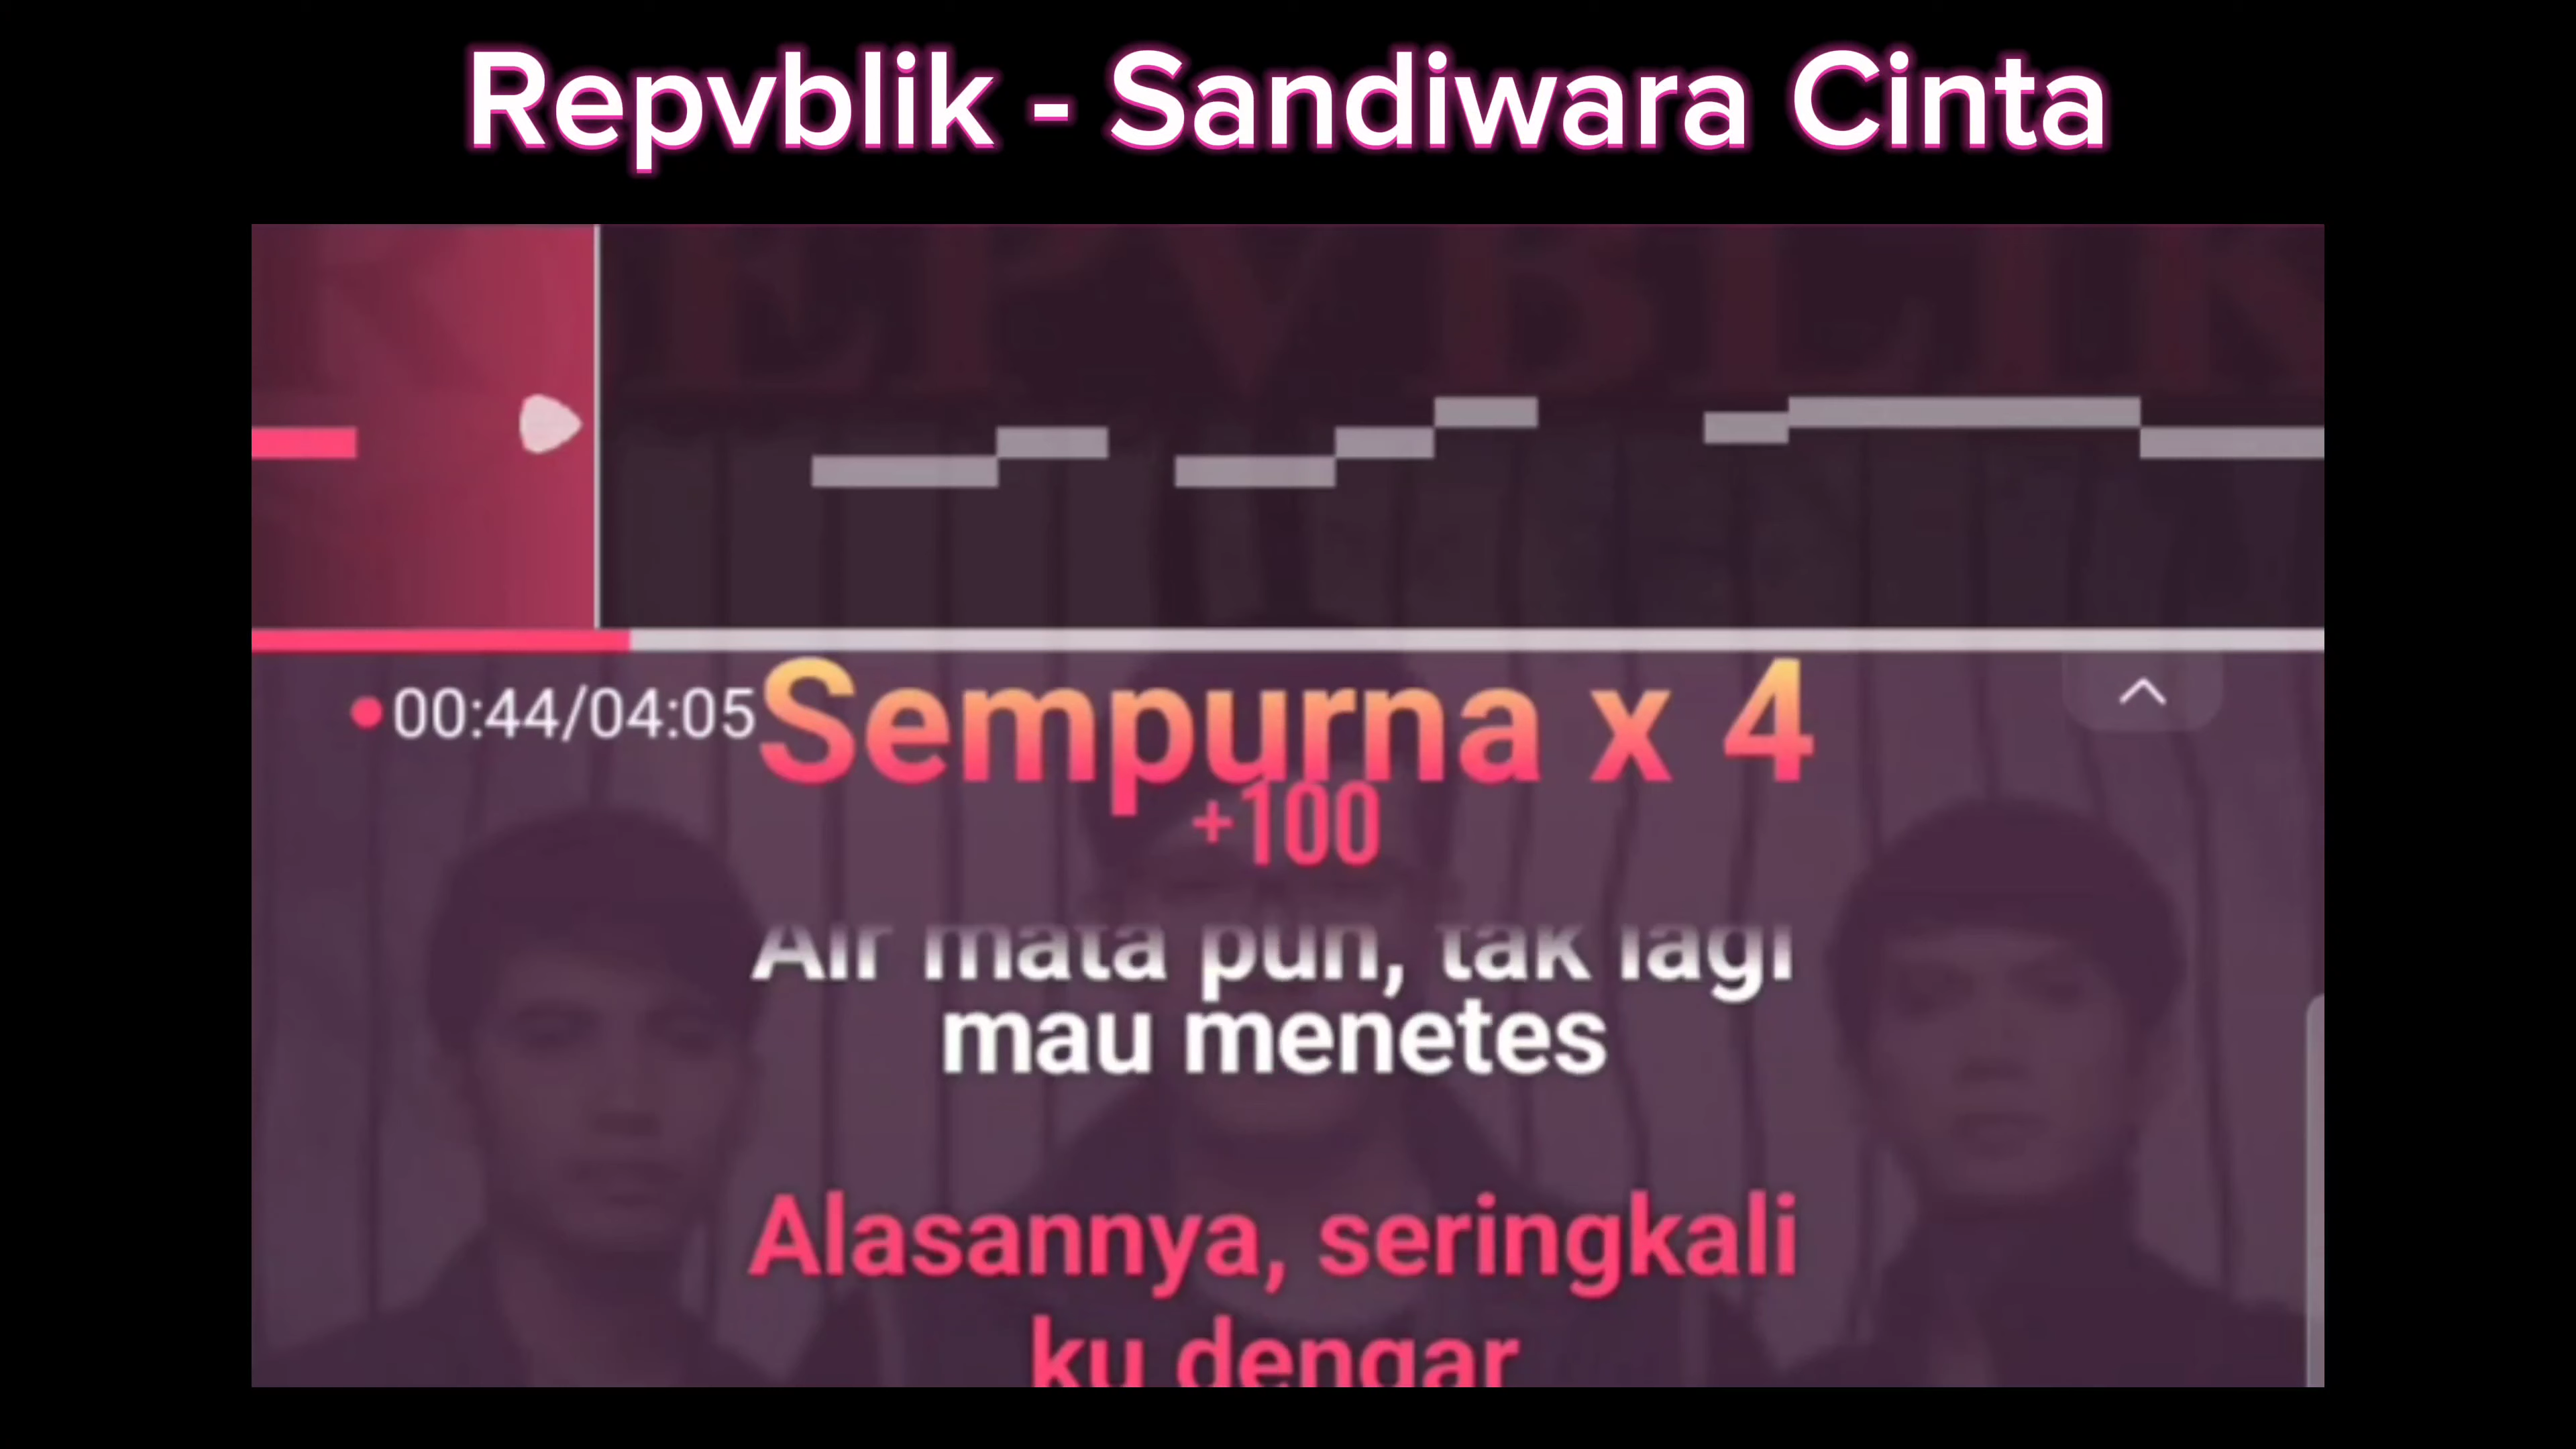 Repvblik - Sandiwara Cinta
EPVBLIK
00:44/04:05
Sempurna x 4
+100
Air mata pun, tak lagi
mau menetes
Alasannya, seringkali
ku dengar